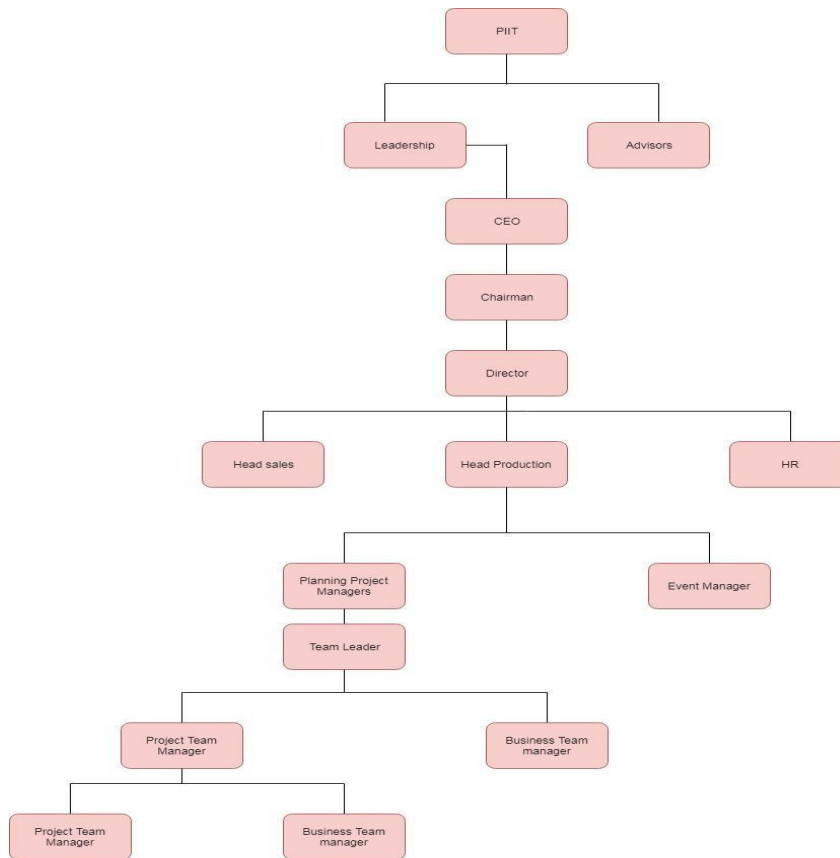 PIIT
Leadership
Advisors
CEO
Chairman
Director
Head sales
Head Production
HR
Planning Project
Managers
Event Manager
Team Leader
Project Team
Manager
Business Team
manager
Project Team
Manager
Business Team
manager